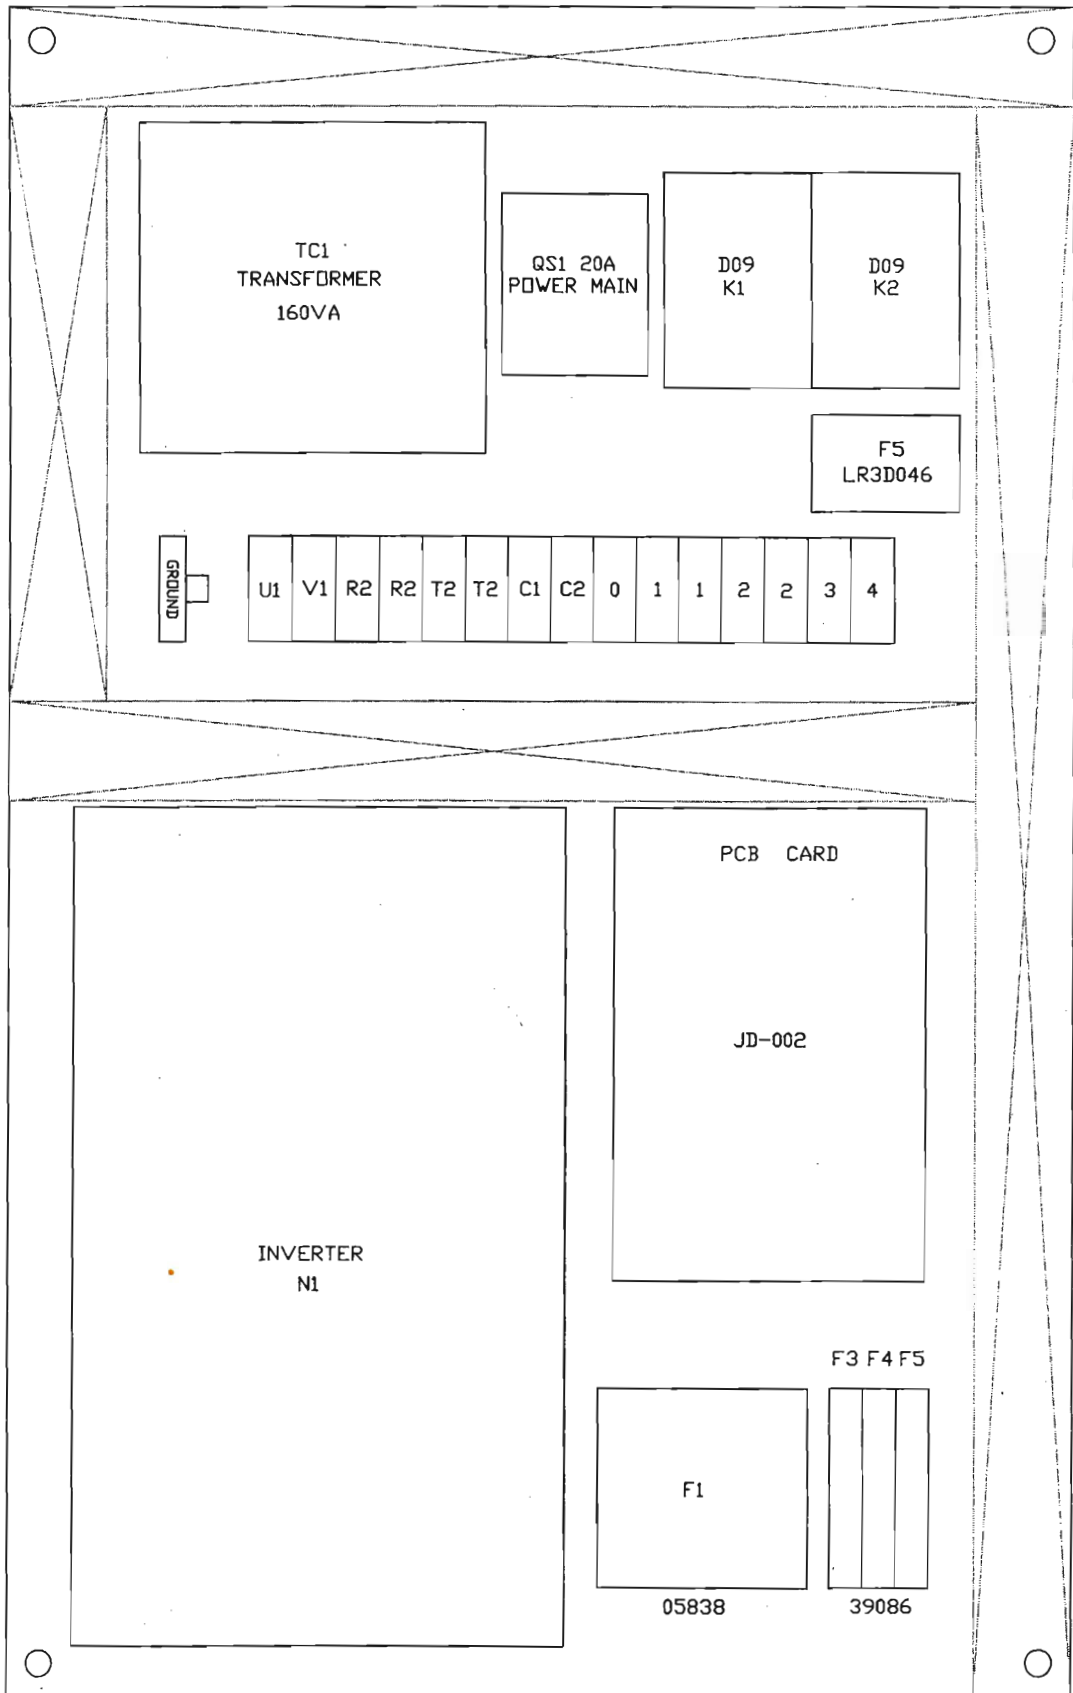 TC1
TRANSFORMER
160VA
QS1 20A
POWER MAIN
D09
K1
D09
K2
F5
LR3D046
GROUND
U1 V1 R2 R2 T2 T2 C1 C2 0 1 1 2 2 3 4
PCB CARD
JD-002
INVERTER
N1
F3 F4 F5
F1
05838
39086